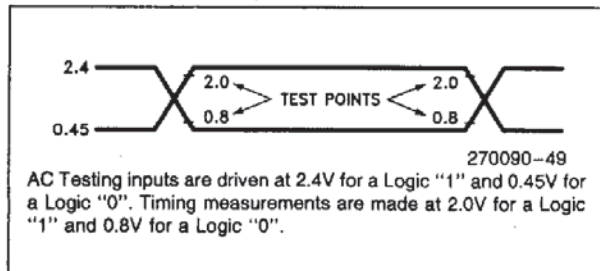 2.4
2.0 2.0
TEST POINTS
0.8 0.8
0.45
270090-49
AC Testing inputs are driven at 2.4V for a Logic “1” and 0.45V for
a Logic “0”. Timing measurements are made at 2.0V for a Logic
“1” and 0.8V for a Logic “0”.